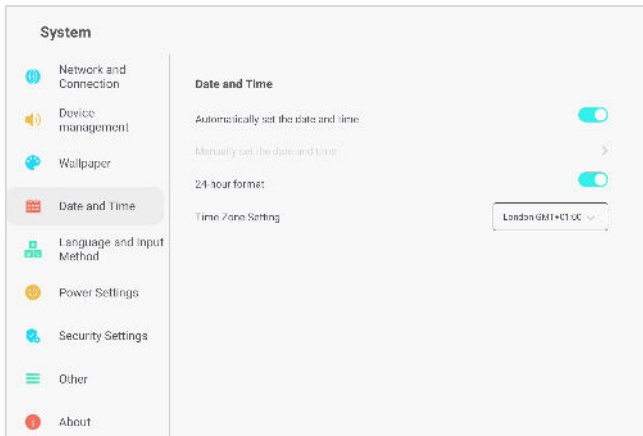 System
Network and
Connection
Device
management
Wallpaper
Date and Time
Language and Input
Method
Power Settings
Security Settings
Other
About
Date and Time
Automatically set the date and time
Manually set the date and time
24-hour format
Time Zone Setting
London GMT+01:00